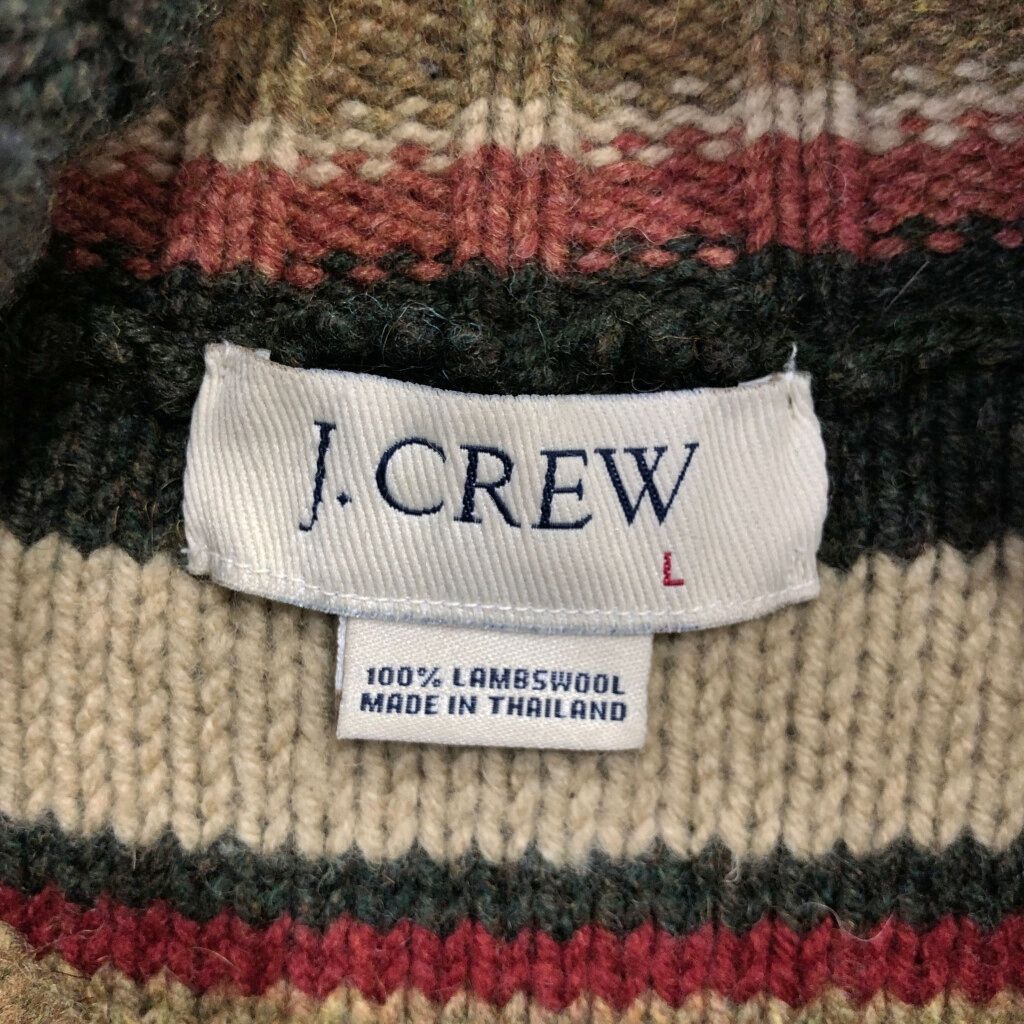 J. CREW
L
100% LAMBSWOOL
MADE IN THAILAND